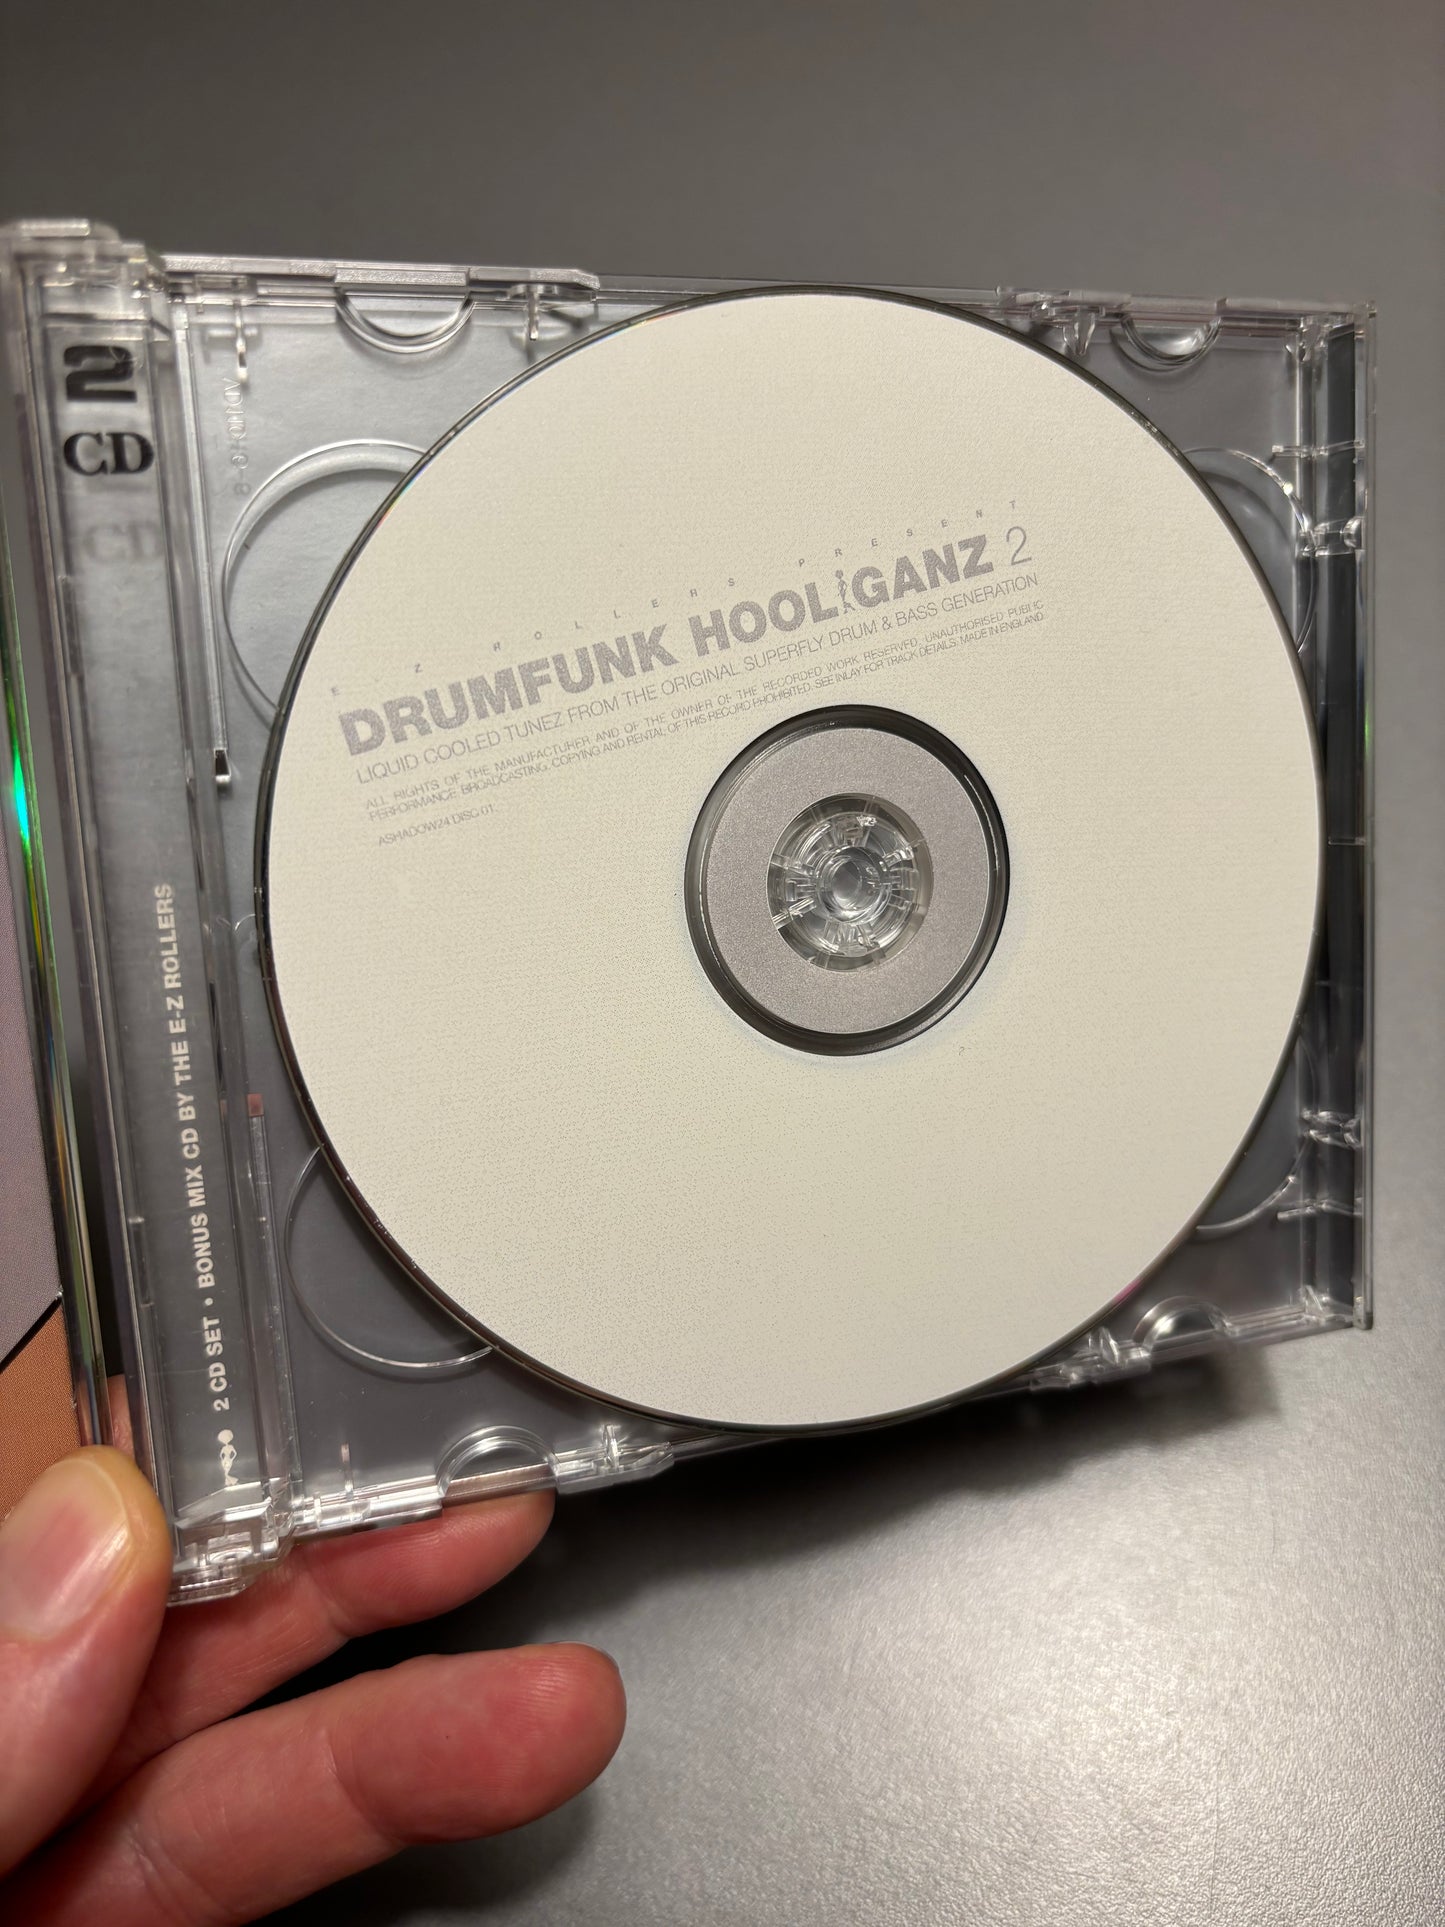 2
CD
CD
2 CD SET • BONUS MIX CD BY THE E-Z ROLLERS
E Z ROLLERS PRESENT
DRUMFUNK HOOLIGANZ 2
LIQUID COOLED TUNEZ FROM THE ORIGINAL SUPERFLY DRUM & BASS GENERATION
ALL RIGHTS OF THE MANUFACTURER AND OF THE OWNER OF THE RECORDED WORK RESERVED. UNAUTHORISED PUBLIC
PERFORMANCE BROADCASTING, COPYING AND RENTAL OF THIS RECORD PROHIBITED. SEE INLAY FOR TRACK DETAILS. MADE IN ENGLAND
ASHADOW24 DISC 01.